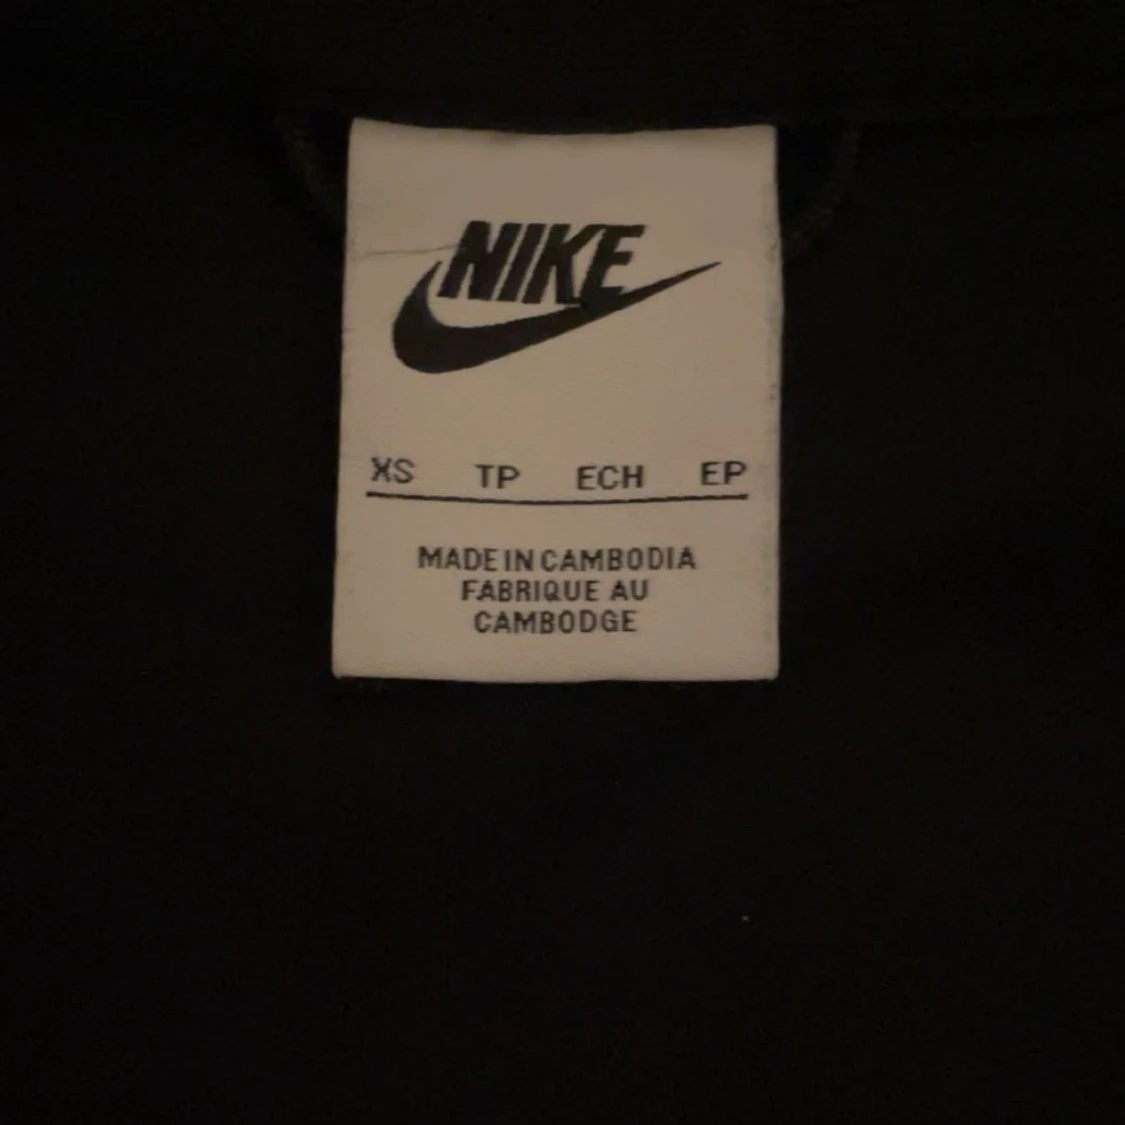 NIKE
XS TP ECH EP
MADE IN CAMBODIA
FABRIQUE AU
CAMBODGE